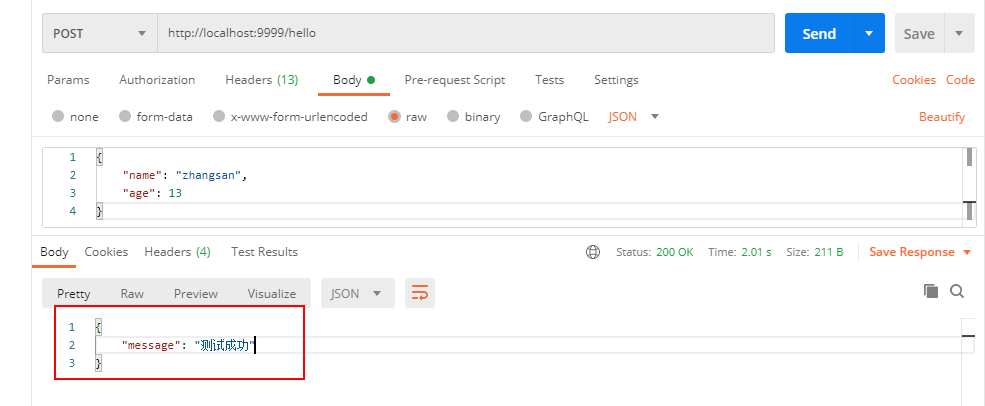 POST http://localhost:9999/hello Send Save
Params Authorization Headers (13) Body Pre-request Script Tests Settings Cookies Code
none form-data x-www-form-urlencoded raw binary GraphQL JSON Beautify
1 {
2 "name": "zhangsan",
3 "age": 13
4 }
Body Cookies Headers (4) Test Results Status: 200 OK Time: 2.01 s Size: 211 B Save Response
Pretty Raw Preview Visualize JSON
1 {
2 "message": "测试成功"
3 }